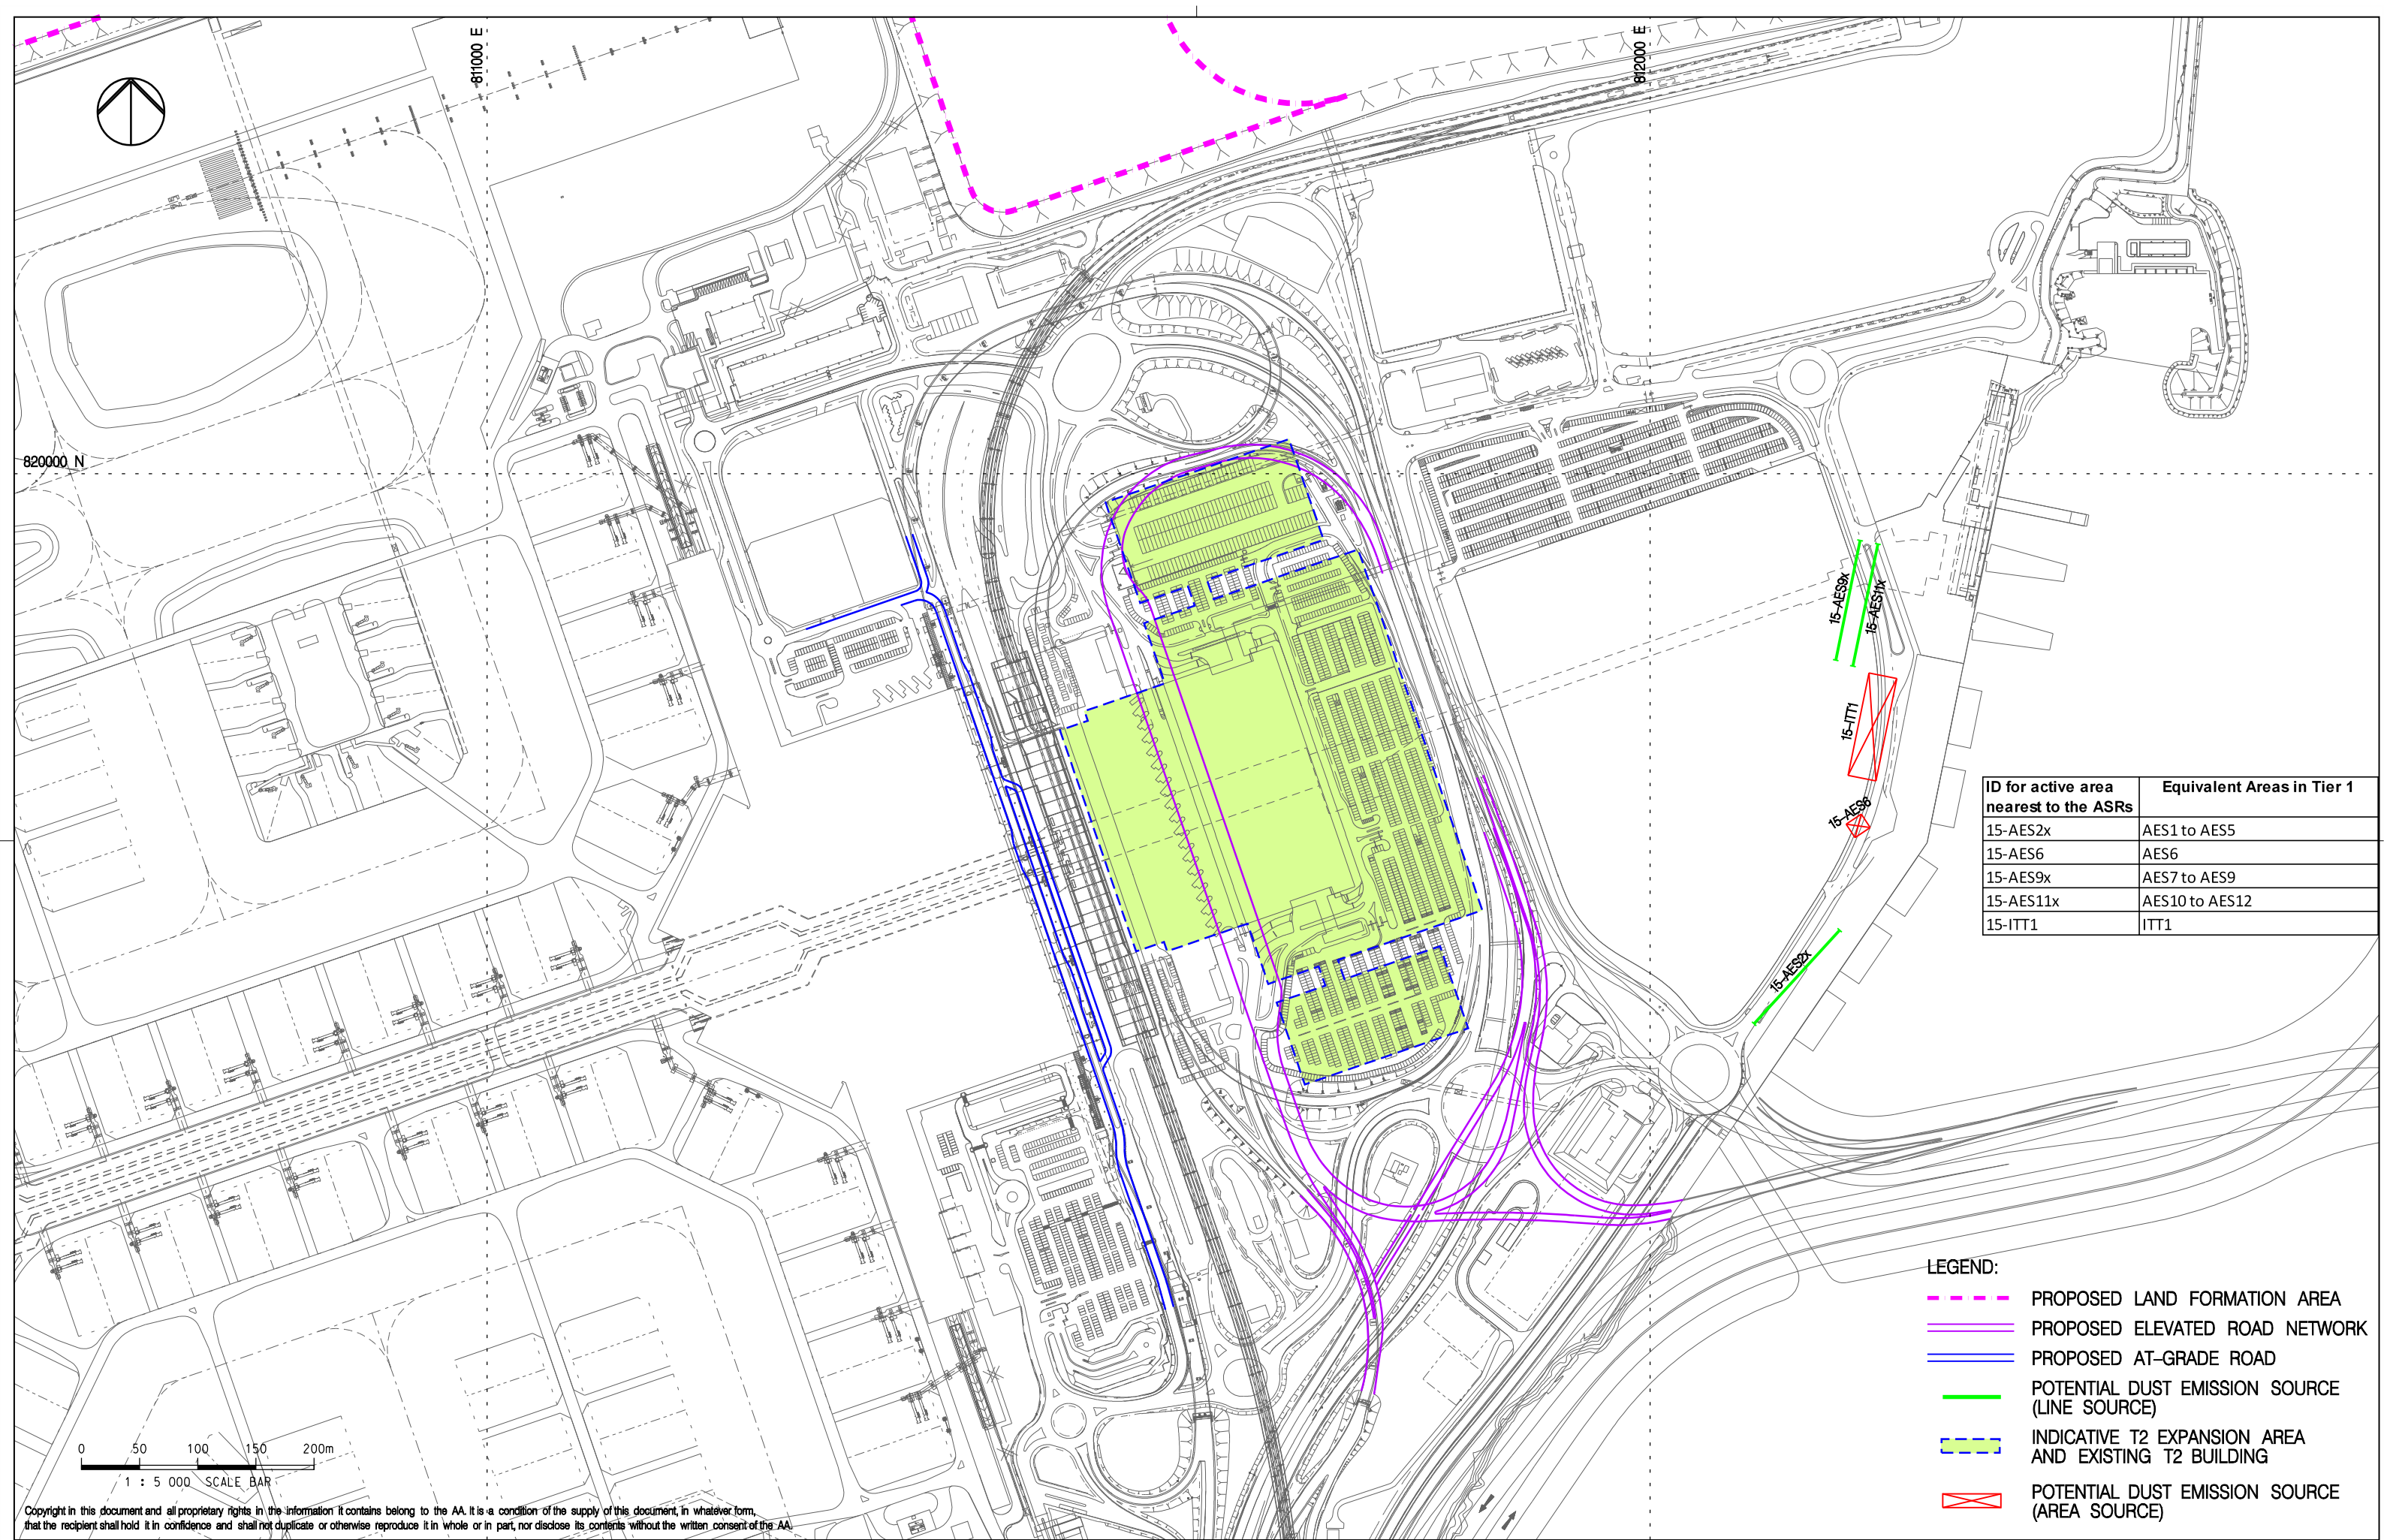 811000 E
812000 E
820000 N
15-AES9x
15-AES11x
15-ITT1
15-AES6
15-AES2x
ID for active area nearest to the ASRs
Equivalent Areas in Tier 1
15-AES2x AES1 to AES5
15-AES6 AES6
15-AES9x AES7 to AES9
15-AES11x AES10 to AES12
15-ITT1 ITT1
LEGEND:
PROPOSED LAND FORMATION AREA
PROPOSED ELEVATED ROAD NETWORK
PROPOSED AT-GRADE ROAD
POTENTIAL DUST EMISSION SOURCE
(LINE SOURCE)
INDICATIVE T2 EXPANSION AREA
AND EXISTING T2 BUILDING
POTENTIAL DUST EMISSION SOURCE
(AREA SOURCE)
0 50 100 150 200m
1 : 5 000 SCALE BAR
Copyright in this document and all proprietary rights in the information it contains belong to the AA. It is a condition of the supply of this document, in whatever form,
that the recipient shall hold it in confidence and shall not duplicate or otherwise reproduce it in whole or in part, nor disclose its contents without the written consent of the AA.